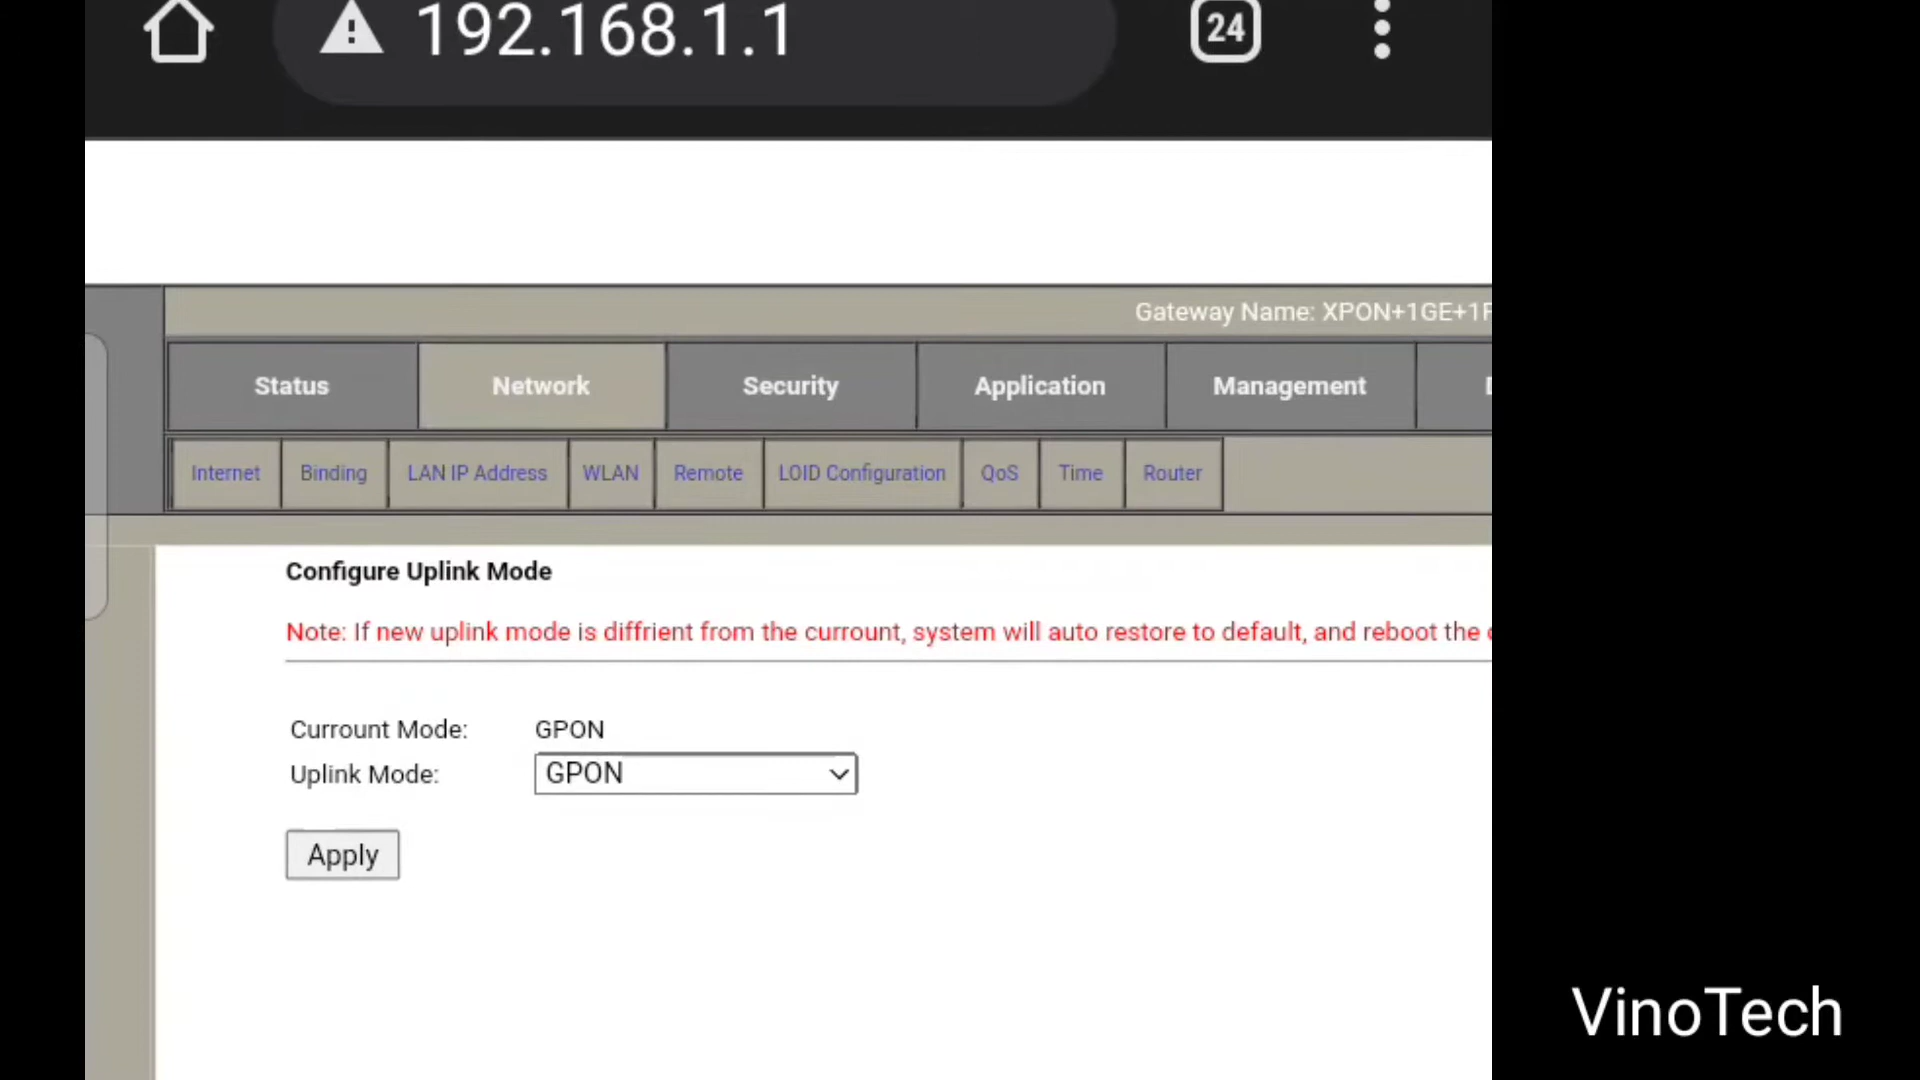 192.168.1.1
24
Gateway Name: XPON+1GE+1
Status
Network
Security
Application
Management
Internet
Binding
LAN IP Address
WLAN
Remote
LOID Configuration
QoS
Time
Router
Configure Uplink Mode
Note: If new uplink mode is diffrient from the currount, system will auto restore to default, and reboot the
Currount Mode: GPON
Uplink Mode: GPON
Apply
VinoTech